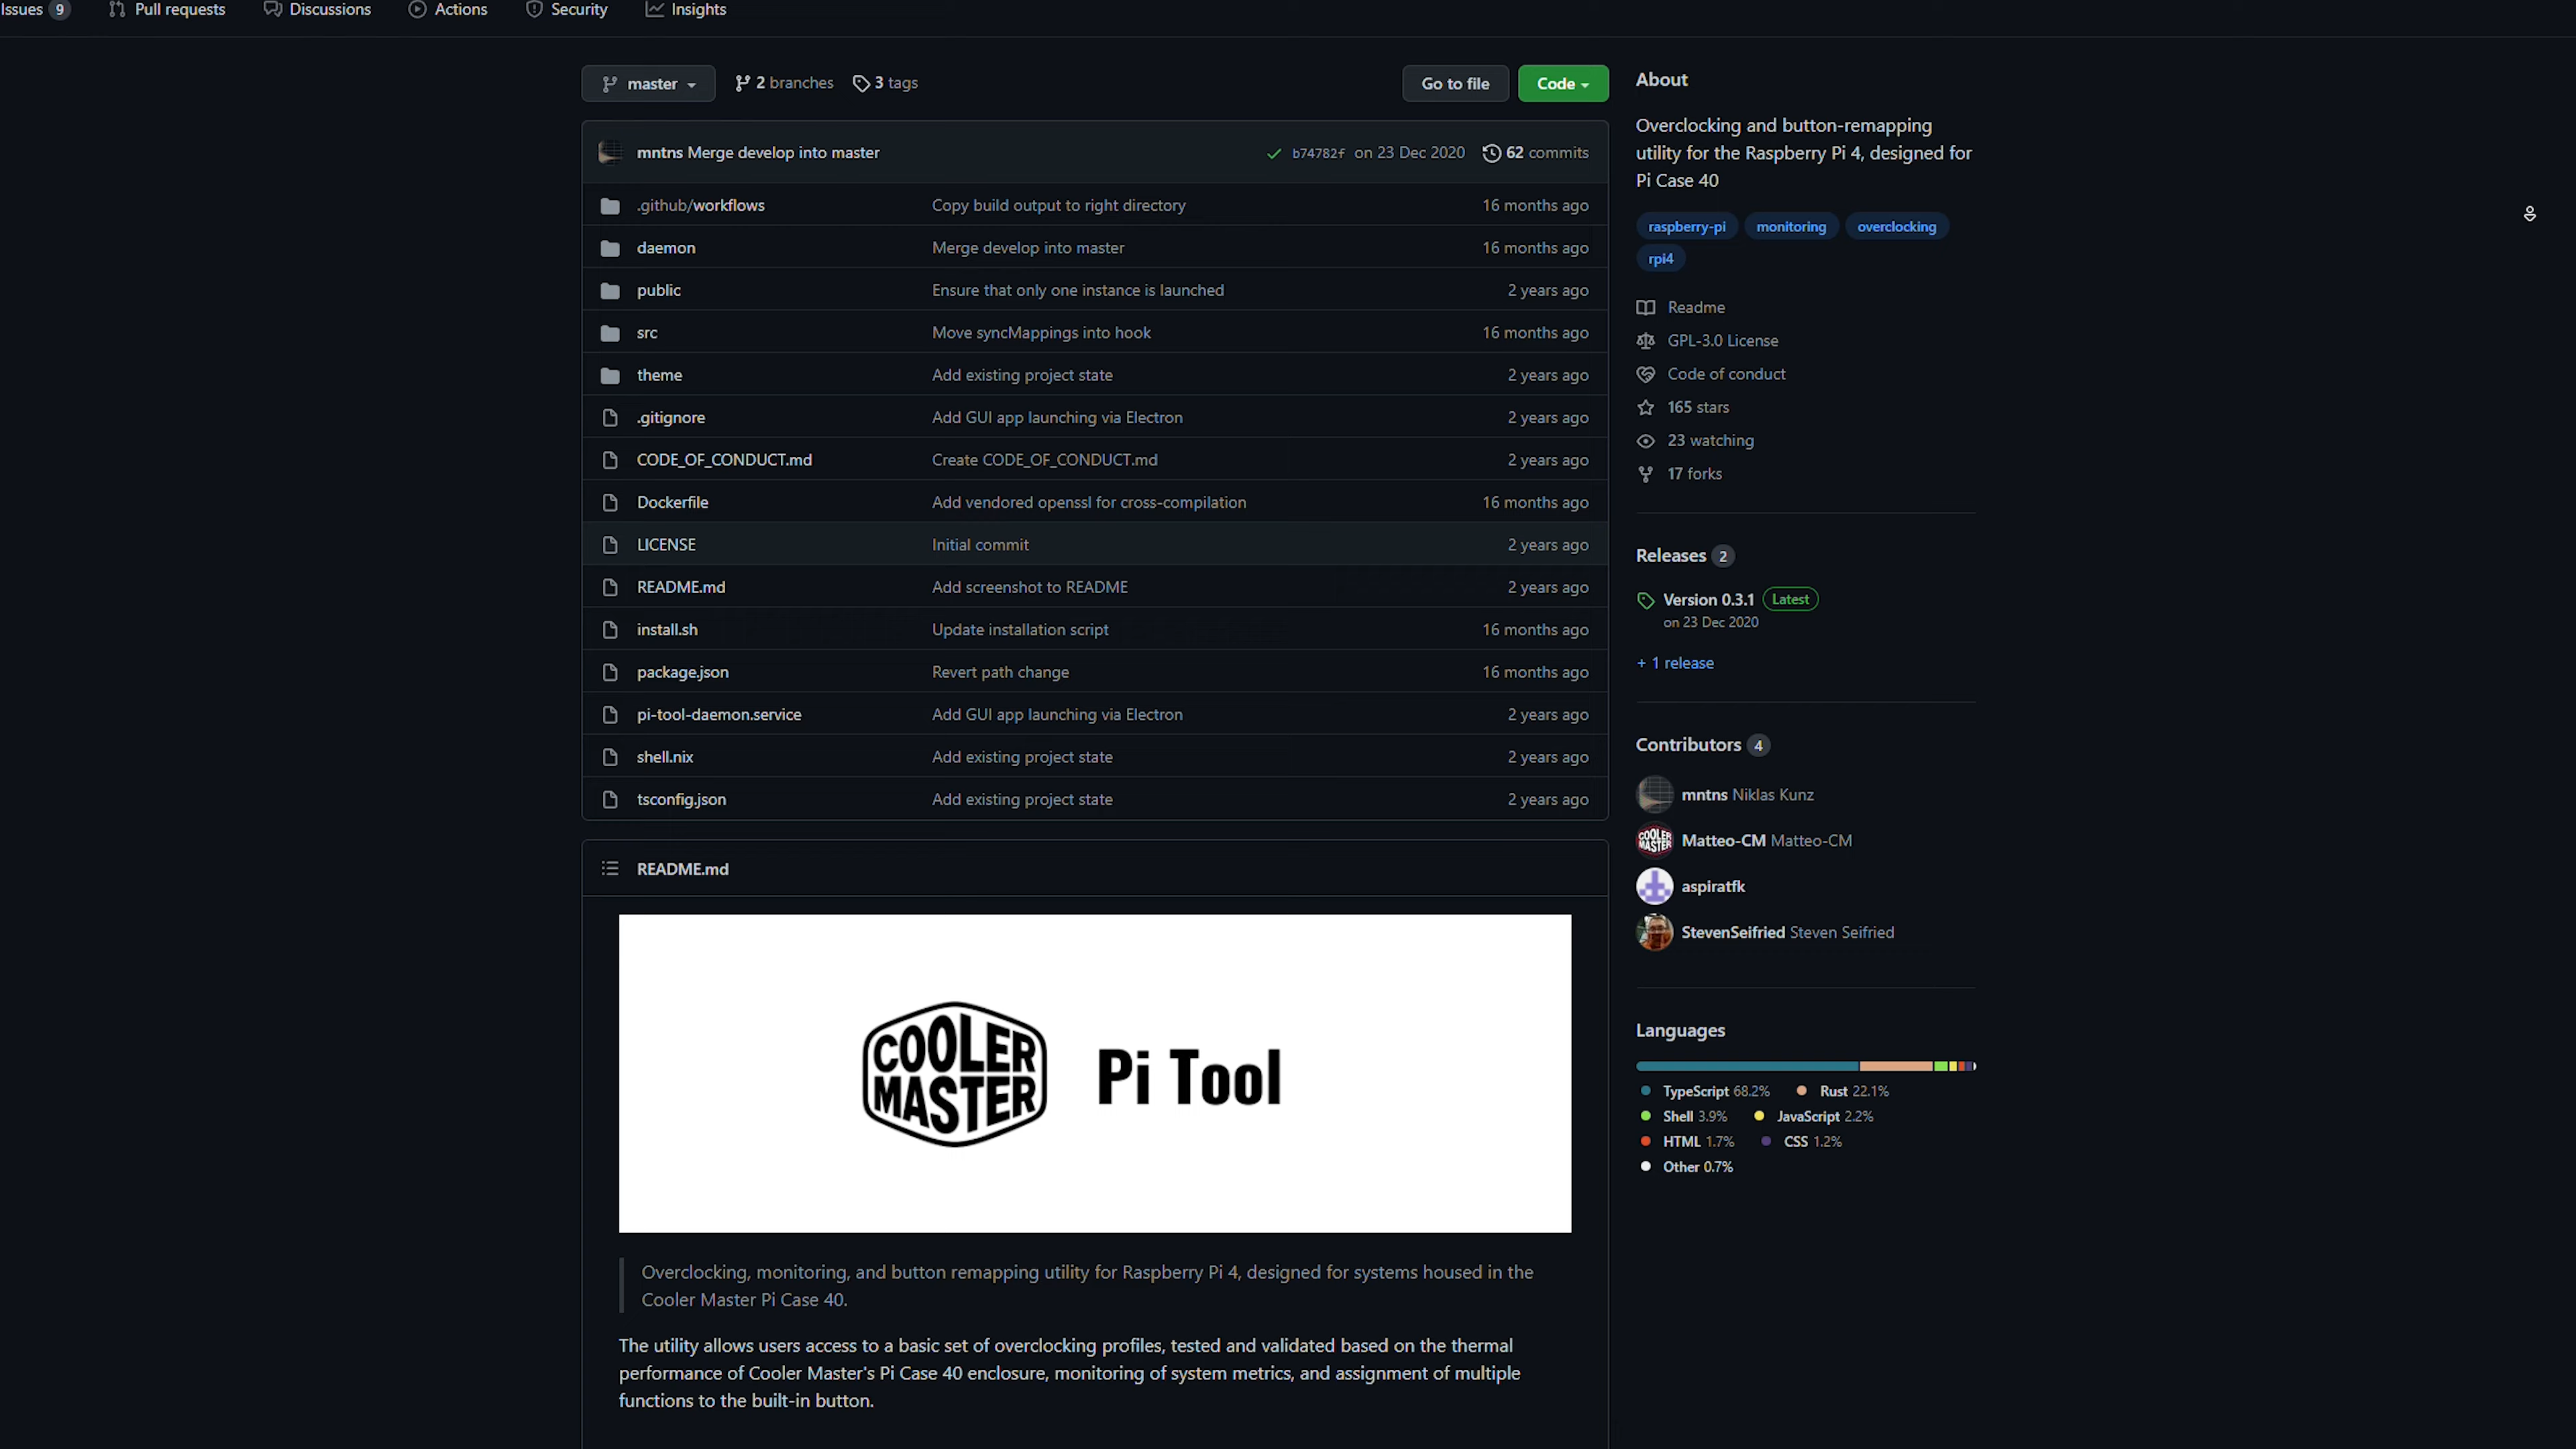 Issues 9 Pull requests Discussions Actions Security Insights
master 2 branches 3 tags Go to file Code
mntns Merge develop into master b74782f on 23 Dec 2020 62 commits
.github/workflows Copy build output to right directory 16 months ago
daemon Merge develop into master 16 months ago
public Ensure that only one instance is launched 2 years ago
src Move syncMappings into hook 16 months ago
theme Add existing project state 2 years ago
.gitignore Add GUI app launching via Electron 2 years ago
CODE_OF_CONDUCT.md Create CODE_OF_CONDUCT.md 2 years ago
Dockerfile Add vendored openssl for cross-compilation 16 months ago
LICENSE Initial commit 2 years ago
README.md Add screenshot to README 2 years ago
install.sh Update installation script 16 months ago
package.json Revert path change 16 months ago
pi-tool-daemon.service Add GUI app launching via Electron 2 years ago
shell.nix Add existing project state 2 years ago
tsconfig.json Add existing project state 2 years ago
README.md
COOLER
MASTER
Pi Tool
Overclocking, monitoring, and button remapping utility for Raspberry Pi 4, designed for systems housed in the
Cooler Master Pi Case 40.
The utility allows users access to a basic set of overclocking profiles, tested and validated based on the thermal
performance of Cooler Master's Pi Case 40 enclosure, monitoring of system metrics, and assignment of multiple
functions to the built-in button.
About
Overclocking and button-remapping
utility for the Raspberry Pi 4, designed for
Pi Case 40
raspberry-pi monitoring overclocking
rpi4
Readme
GPL-3.0 License
Code of conduct
165 stars
23 watching
17 forks
Releases 2
Version 0.3.1 Latest
on 23 Dec 2020
+ 1 release
Contributors 4
mntns Niklas Kunz
COOLER
MASTER
Matteo-CM Matteo-CM
aspiratfk
StevenSeifried Steven Seifried
Languages
TypeScript 68.2% Rust 22.1%
Shell 3.9% JavaScript 2.2%
HTML 1.7% CSS 1.2%
Other 0.7%